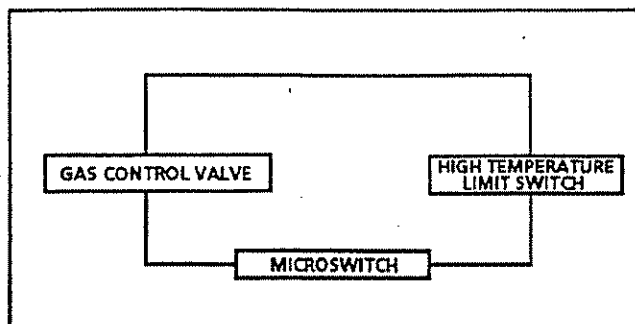 GAS CONTROL VALVE
HIGH TEMPERATURE
LIMIT SWITCH
MICROSWITCH